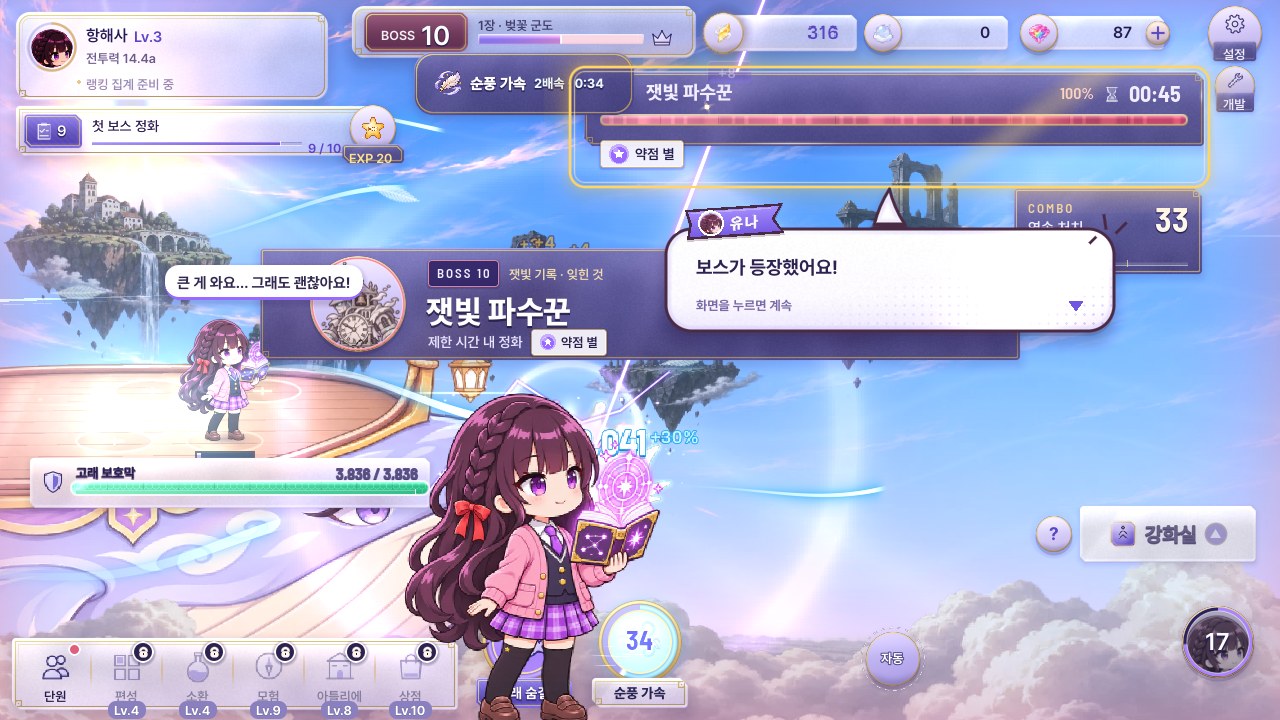 항해사 Lv.3
전투력 14.4a
랭킹 집계 준비 중
BOSS 10
1장 · 벚꽃 군도
316
0
87
설정
개발
순풍 가속 2배속 0:34
잿빛 파수꾼
100% 00:45
약점 별
9
첫 보스 정화
9 / 10
EXP 20
COMBO
33
유나
보스가 등장했어요!
화면을 누르면 계속
큰 게 와요... 그래도 괜찮아요!
BOSS 10
잿빛 기록 · 잊힌 것
잿빛 파수꾼
제한 시간 내 정화
약점 별
+30%
고래 보호막
3,836 / 3,836
?
강화실
34
순풍 가속
자동
17
단원
편성
소환
모험
아틀리에
상점
Lv.4
Lv.4
Lv.9
Lv.8
Lv.10